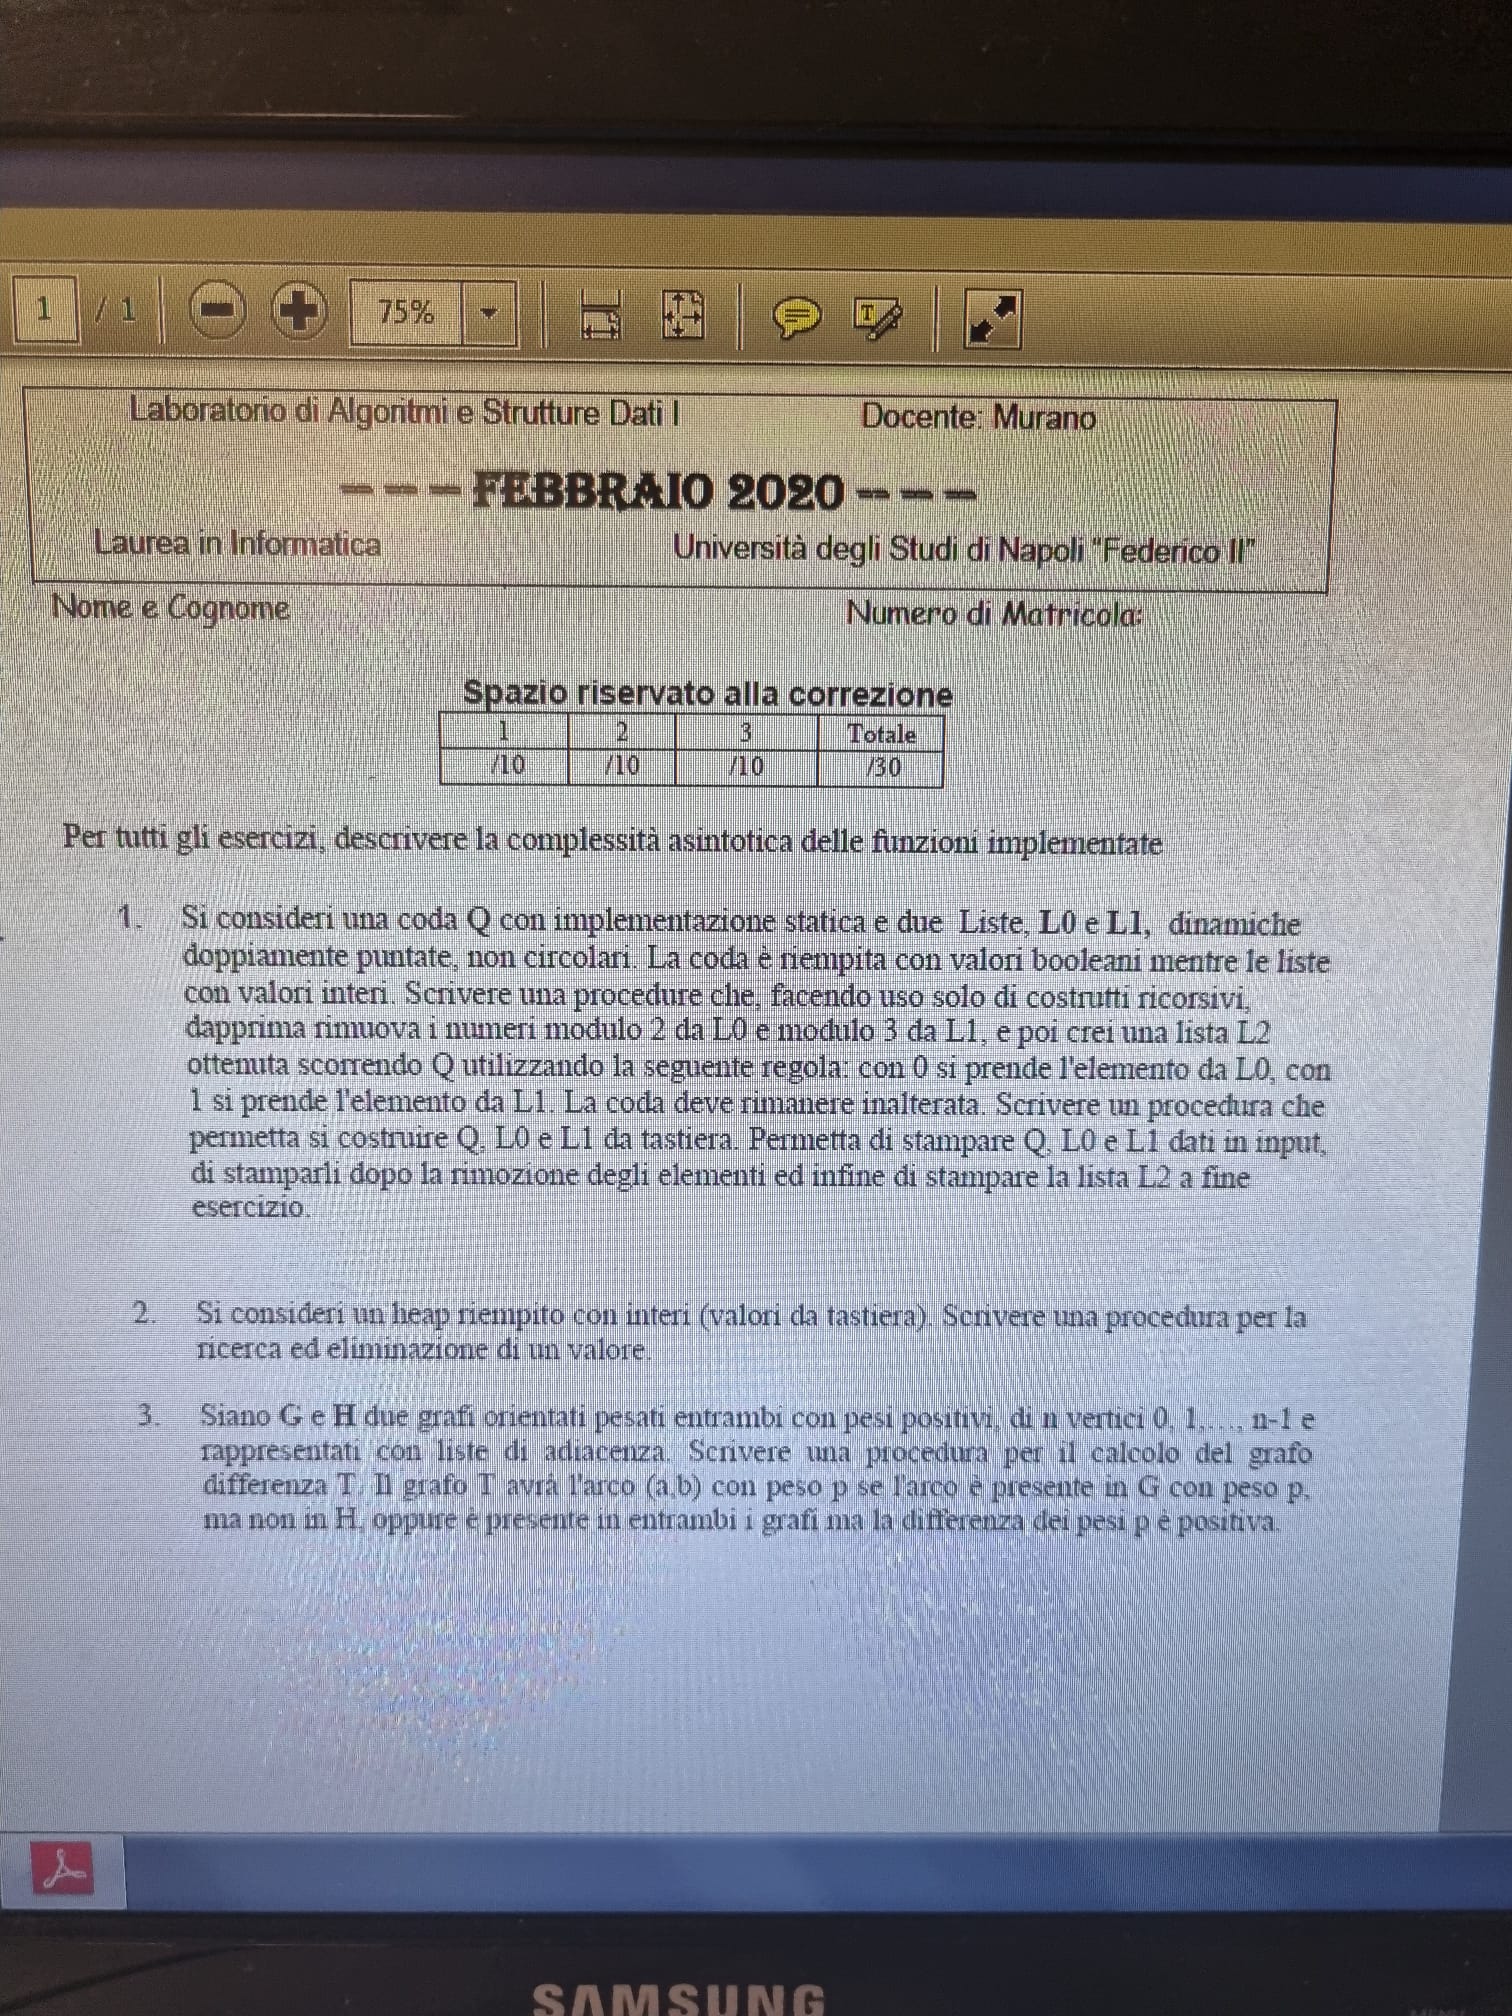 1 / 1 75%
Laboratorio di Algoritmi e Strutture Dati I Docente: Murano
--- FEBBRAIO 2020 ---
Laurea in Informatica Università degli Studi di Napoli "Federico II"
Nome e Cognome Numero di Matricola:
Spazio riservato alla correzione
1 2 3 Totale
/10 /10 /10 /30
Per tutti gli esercizi, descrivere la complessità asintotica delle funzioni implementate
1. Si consideri una coda Q con implementazione statica e due Liste, L0 e L1, dinamiche
doppiamente puntate, non circolari. La coda è riempita con valori booleani mentre le liste
con valori interi. Scrivere una procedure che, facendo uso solo di costrutti ricorsivi,
dapprima rimuova i numeri modulo 2 da L0 e modulo 3 da L1, e poi crei una lista L2
ottenuta scorrendo Q utilizzando la seguente regola: con 0 si prende l'elemento da L0, con
1 si prende l'elemento da L1. La coda deve rimanere inalterata. Scrivere un procedura che
permetta si costruire Q, L0 e L1 da tastiera. Permetta di stampare Q, L0 e L1 dati in input,
di stamparli dopo la rimozione degli elementi ed infine di stampare la lista L2 a fine
esercizio.
2. Si consideri un heap riempito con interi (valori da tastiera). Scrivere una procedura per la
ricerca ed eliminazione di un valore.
3. Siano G e H due grafi orientati pesati entrambi con pesi positivi, di n vertici 0, 1,…, n-1 e
rappresentati con liste di adiacenza. Scrivere una procedura per il calcolo del grafo
differenza T. Il grafo T avrà l'arco (a,b) con peso p se l'arco è presente in G con peso p,
ma non in H, oppure è presente in entrambi i grafi ma la differenza dei pesi p è positiva.
SAMSUNG